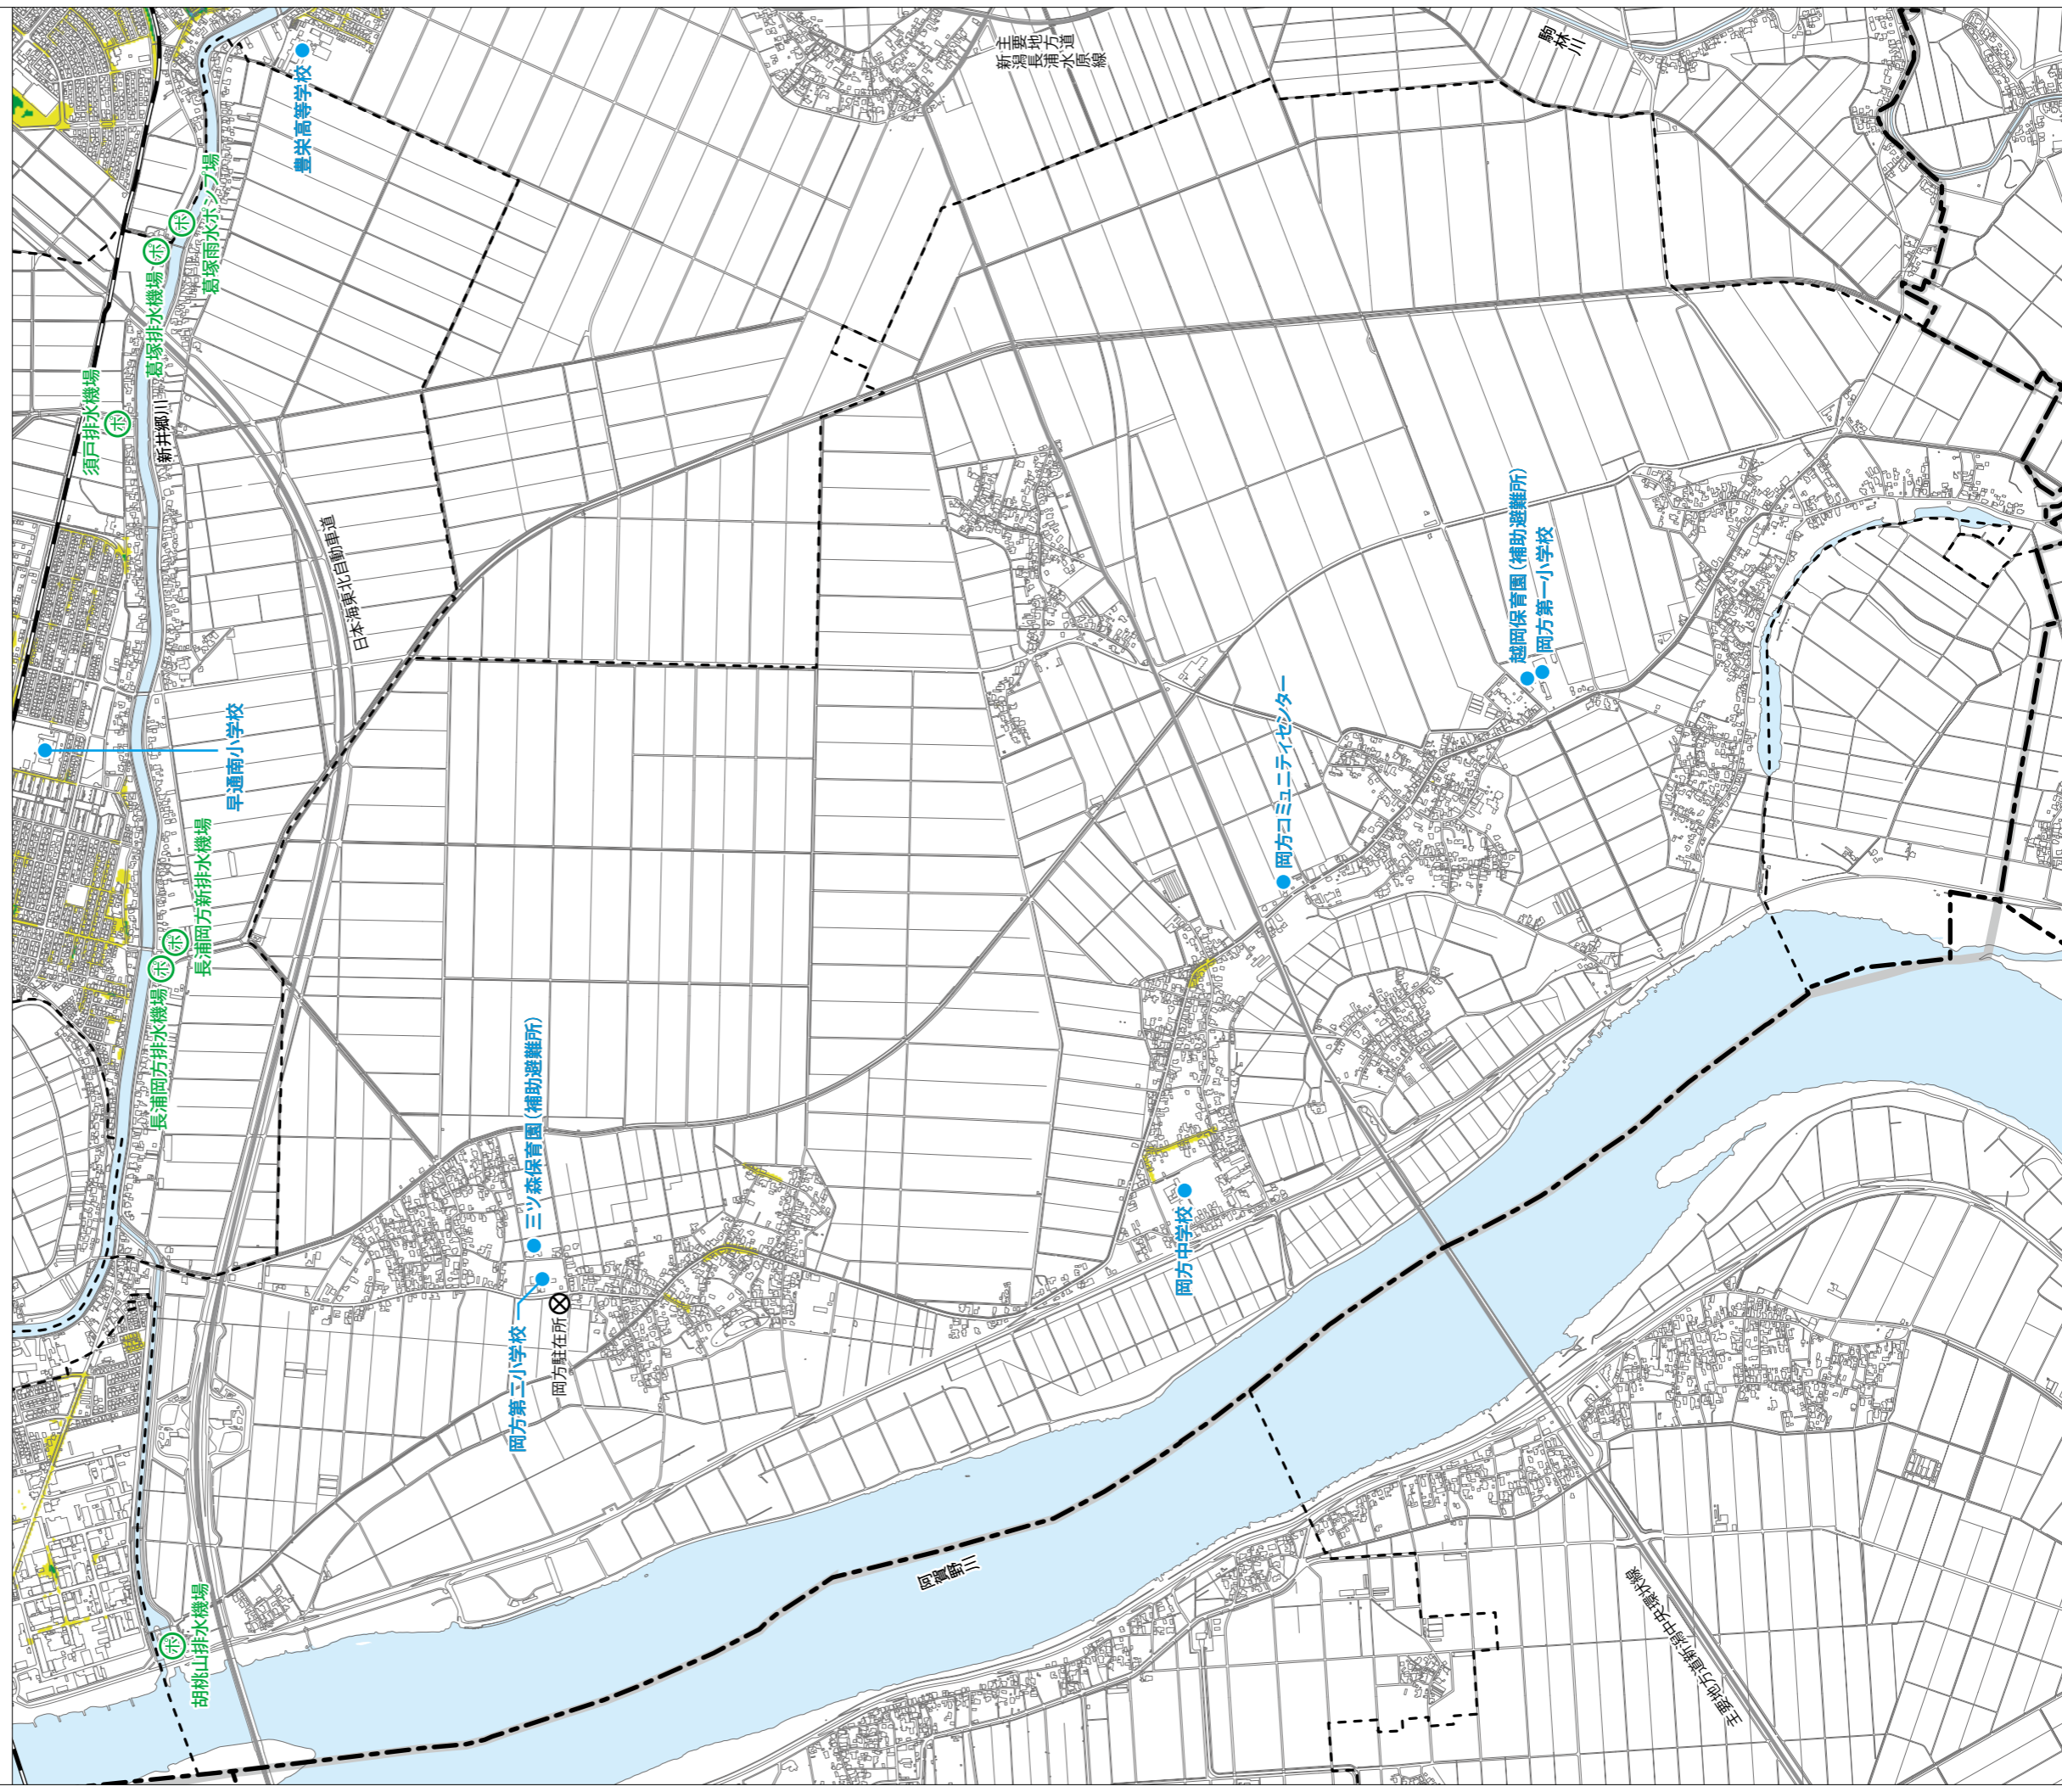 主要地方道
新潟長浦水原線
駒林川
豊栄高等学校
葛塚雨水ポンプ場
ポ
葛塚排水機場
ポ
須戸排水機場
ポ
新井郷川
日本海東北自動車道
早通南小学校
長浦岡方新排水機場
ポ
長浦岡方排水機場
ポ
越岡保育園(補助避難所)
岡方第一小学校
岡方コミュニティセンター
三ツ森保育園(補助避難所)
岡方第二小学校
岡方駐在所
岡方中学校
胡桃山排水機場
ポ
阿賀野川
主要地方道新潟中央環状線